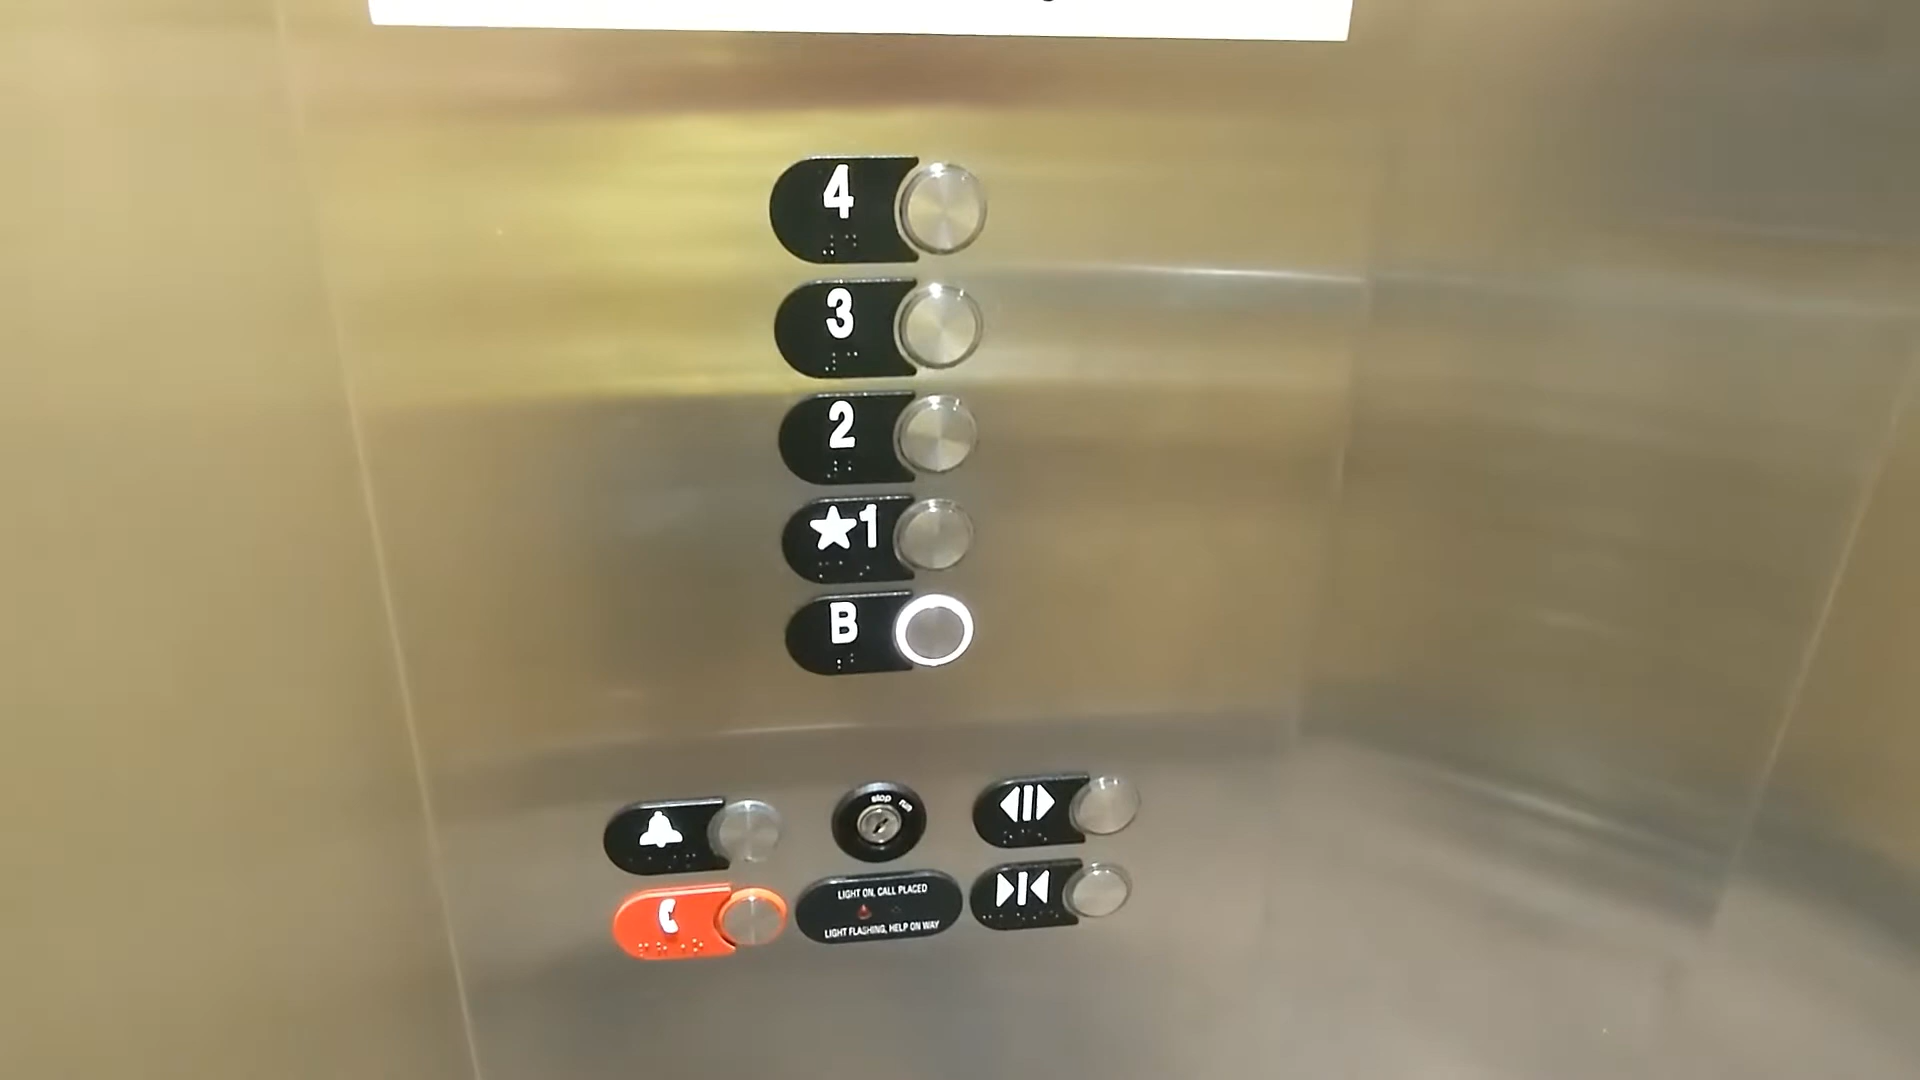 4
3
2
★1
B
stop run
LIGHT ON, CALL PLACED
LIGHT FLASHING, HELP ON WAY